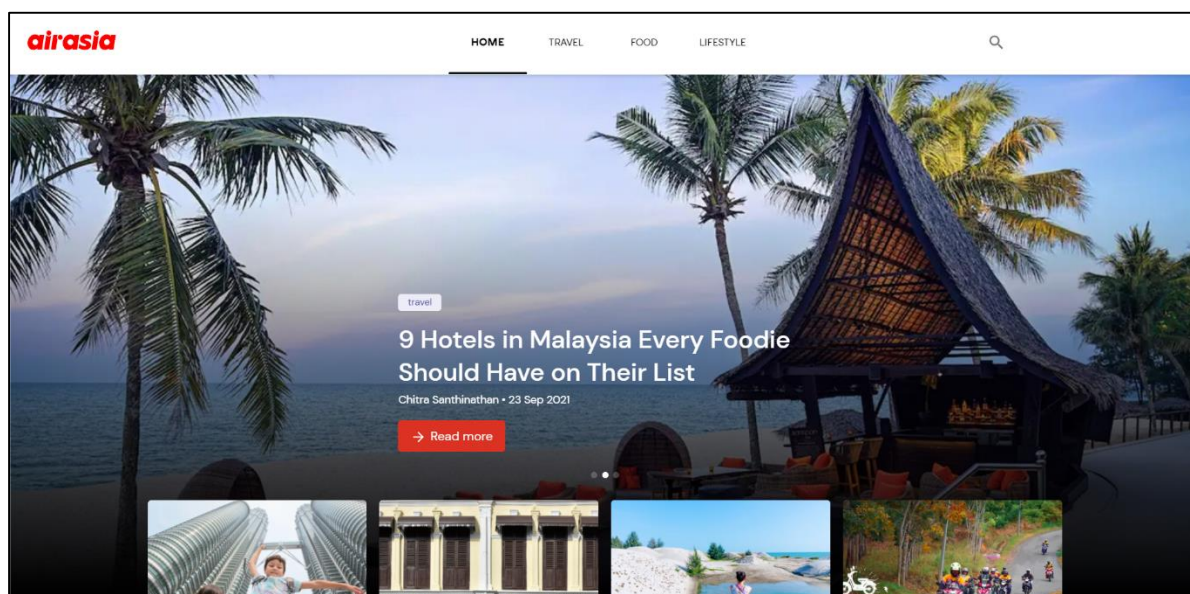 airasia
HOME
TRAVEL
FOOD
LIFESTYLE
travel
9 Hotels in Malaysia Every Foodie
Should Have on Their List
Chitra Santhinathan • 23 Sep 2021
→ Read more